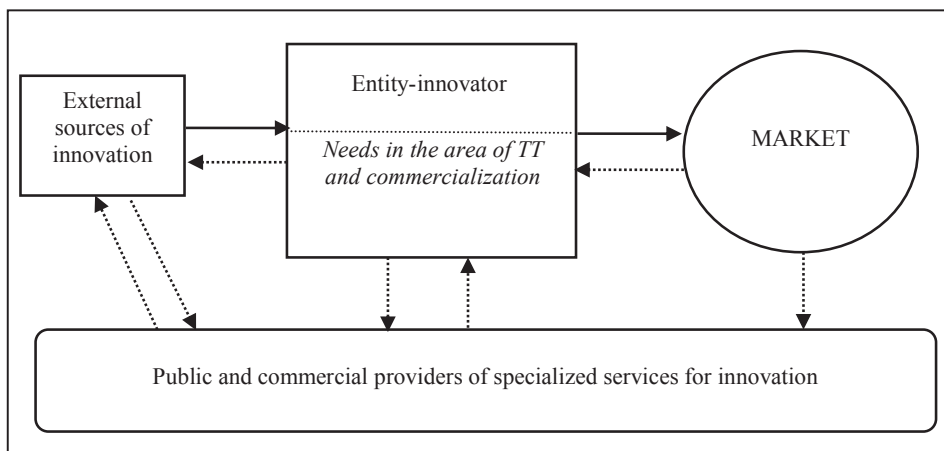 External
sources of
innovation
Entity-innovator
Needs in the area of TT
and commercialization
MARKET
Public and commercial providers of specialized services for innovation